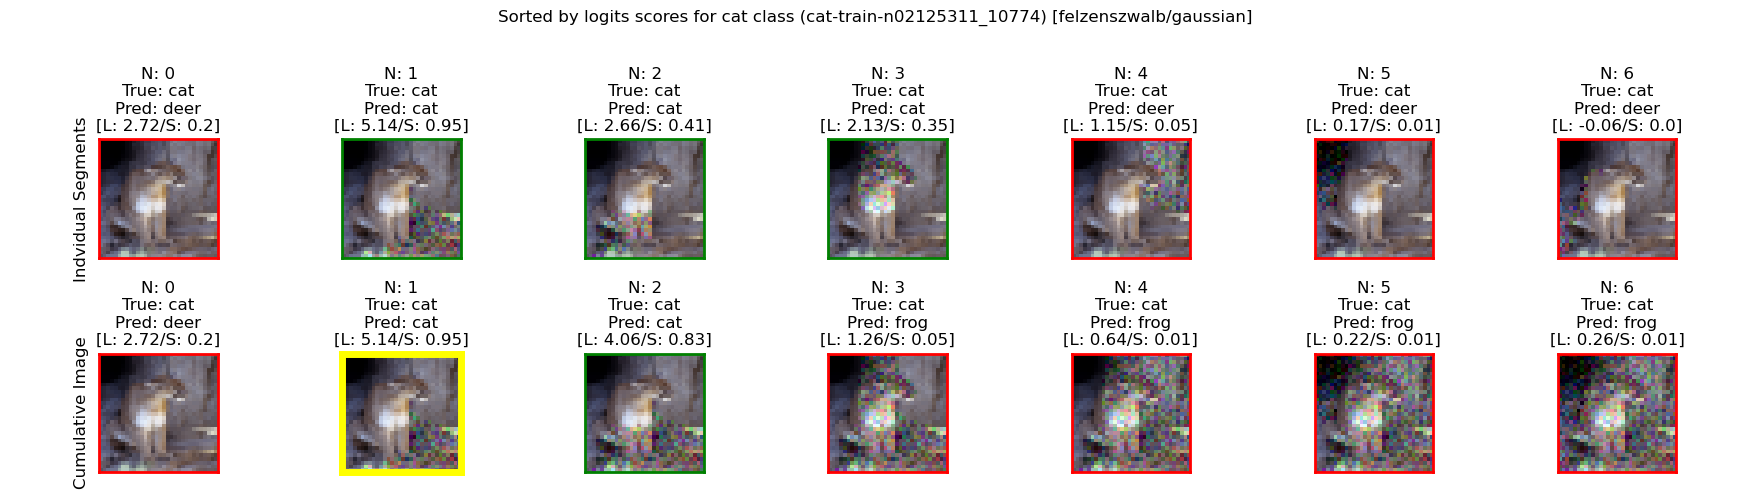 Sorted by logits scores for cat class (cat-train-n02125311_10774) [felzenszwalb/gaussian]
Indvidual Segments
N: 0
True: cat
Pred: deer
[L: 2.72/S: 0.2]
N: 1
True: cat
Pred: cat
[L: 5.14/S: 0.95]
N: 2
True: cat
Pred: cat
[L: 2.66/S: 0.41]
N: 3
True: cat
Pred: cat
[L: 2.13/S: 0.35]
N: 4
True: cat
Pred: deer
[L: 1.15/S: 0.05]
N: 5
True: cat
Pred: deer
[L: 0.17/S: 0.01]
N: 6
True: cat
Pred: deer
[L: -0.06/S: 0.0]
Cumulative Image
N: 0
True: cat
Pred: deer
[L: 2.72/S: 0.2]
N: 1
True: cat
Pred: cat
[L: 5.14/S: 0.95]
N: 2
True: cat
Pred: cat
[L: 4.06/S: 0.83]
N: 3
True: cat
Pred: frog
[L: 1.26/S: 0.05]
N: 4
True: cat
Pred: frog
[L: 0.64/S: 0.01]
N: 5
True: cat
Pred: frog
[L: 0.22/S: 0.01]
N: 6
True: cat
Pred: frog
[L: 0.26/S: 0.01]